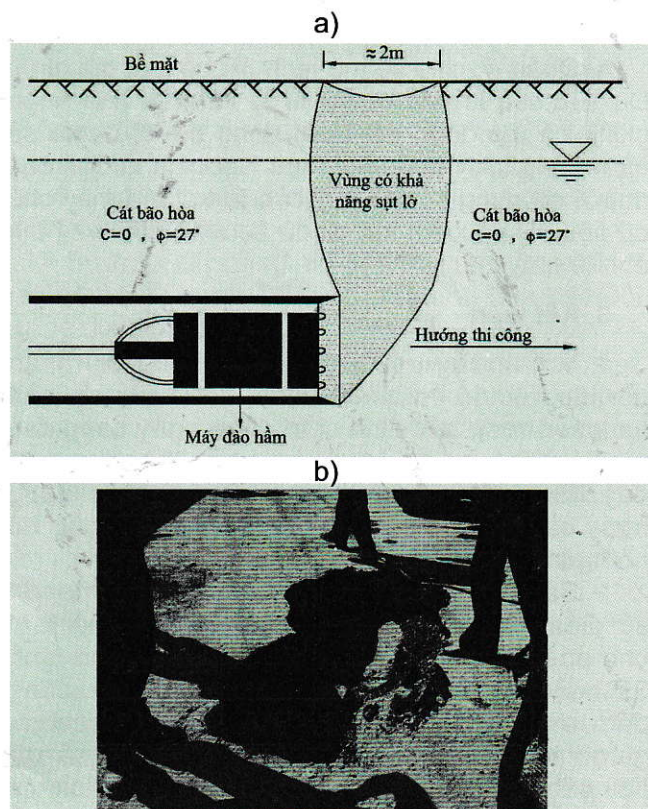 a)
≈2m
Bề mặt
Vùng có khả
năng sụt lở
Cát bão hòa
C=0 , φ=27°
Cát bão hòa
C=0 , φ=27°
Hướng thi công
Máy đào hầm
b)